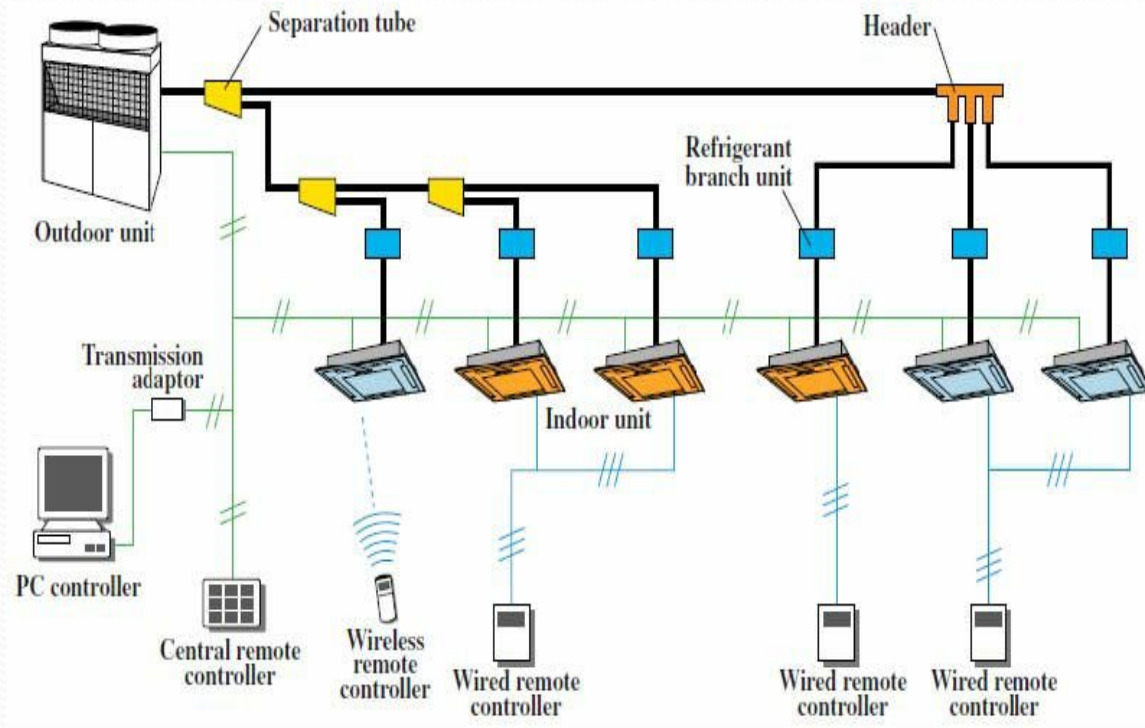 Separation tube
Header
Refrigerant
branch unit
Outdoor unit
Transmission
adaptor
Indoor unit
PC controller
Central remote
controller
Wireless
remote
controller
Wired remote
controller
Wired remote
controller
Wired remote
controller